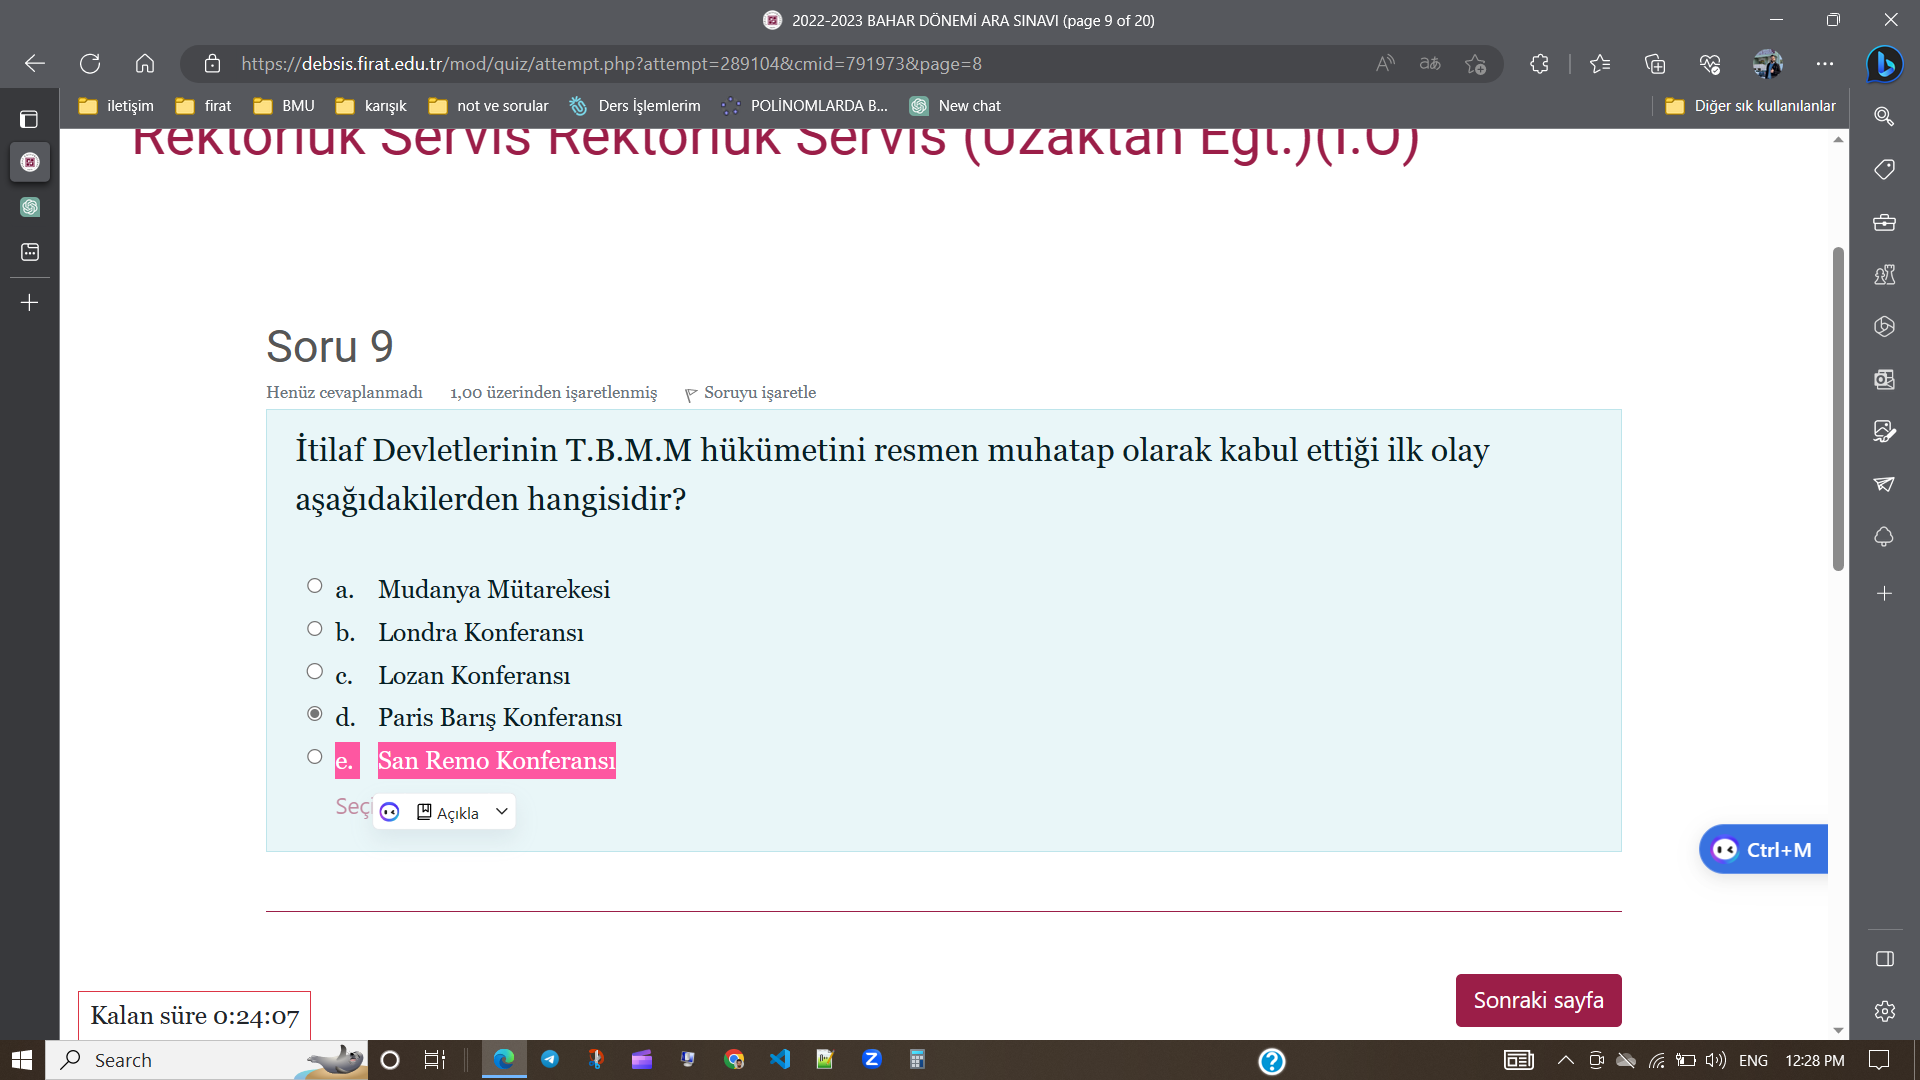 2022-2023 BAHAR DÖNEMİ ARA SINAVI (page 9 of 20)
https://debsis.firat.edu.tr/mod/quiz/attempt.php?attempt=289104&cmid=791973&page=8
iletişim
firat
BMU
karışık
not ve sorular
Ders İşlemlerim
POLİNOMLARDA B...
New chat
Diğer sık kullanılanlar
Rektörlük Servis Rektörlük Servis (Uzaktan Eğt.)(İ.Ö)
Soru 9
Henüz cevaplanmadı 1,00 üzerinden işaretlenmiş Soruyu işaretle
İtilaf Devletlerinin T.B.M.M hükümetini resmen muhatap olarak kabul ettiği ilk olay
aşağıdakilerden hangisidir?
a. Mudanya Mütarekesi
b. Londra Konferansı
c. Lozan Konferansı
d. Paris Barış Konferansı
e. San Remo Konferansı
Seçi
Açıkla
Ctrl+M
Sonraki sayfa
Kalan süre 0:24:07
Search
ENG
12:28 PM